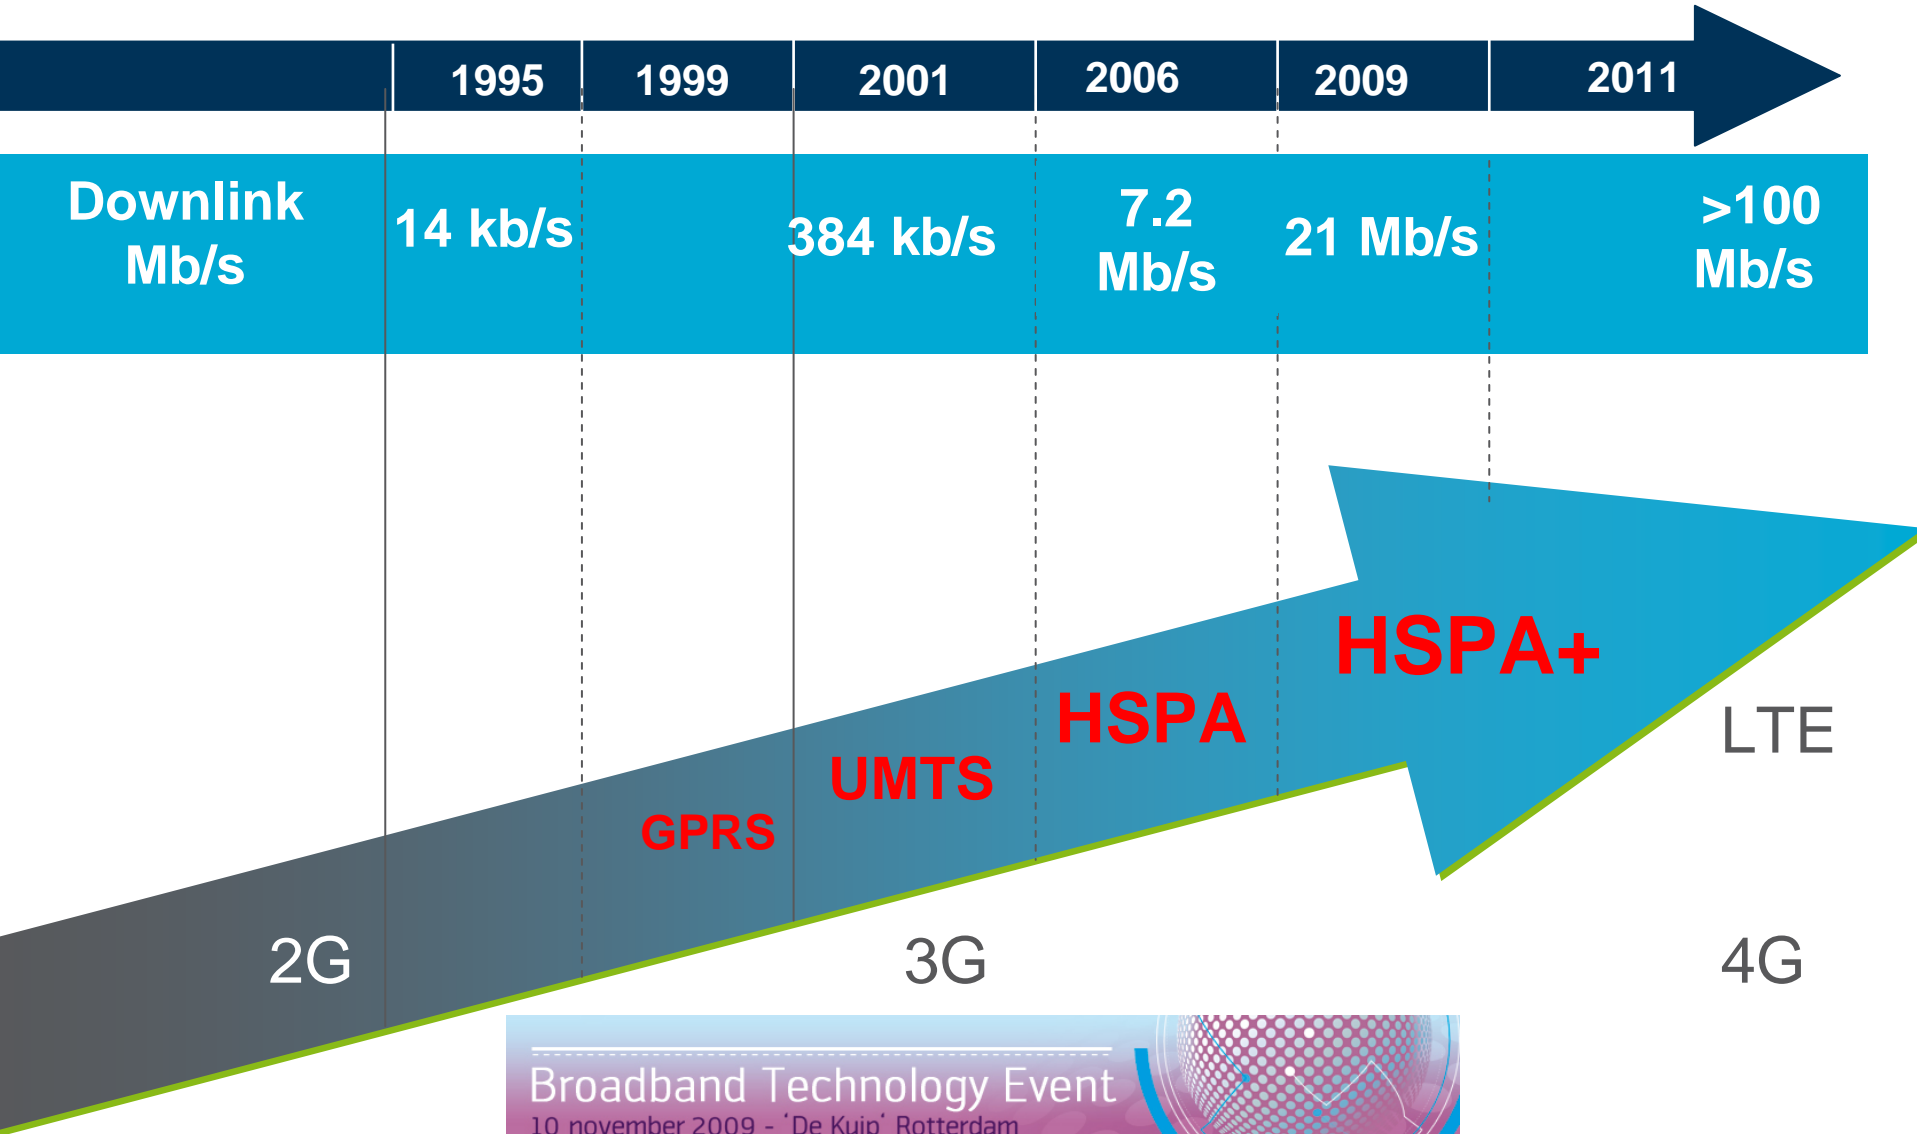 1995 1999 2001 2006 2009 2011
Downlink
Mb/s
14 kb/s
384 kb/s
7.2
Mb/s
21 Mb/s
>100
Mb/s
HSPA+
HSPA
LTE
UMTS
GPRS
2G
3G
4G
Broadband Technology Event
10 november 2009 - 'De Kuip' Rotterdam